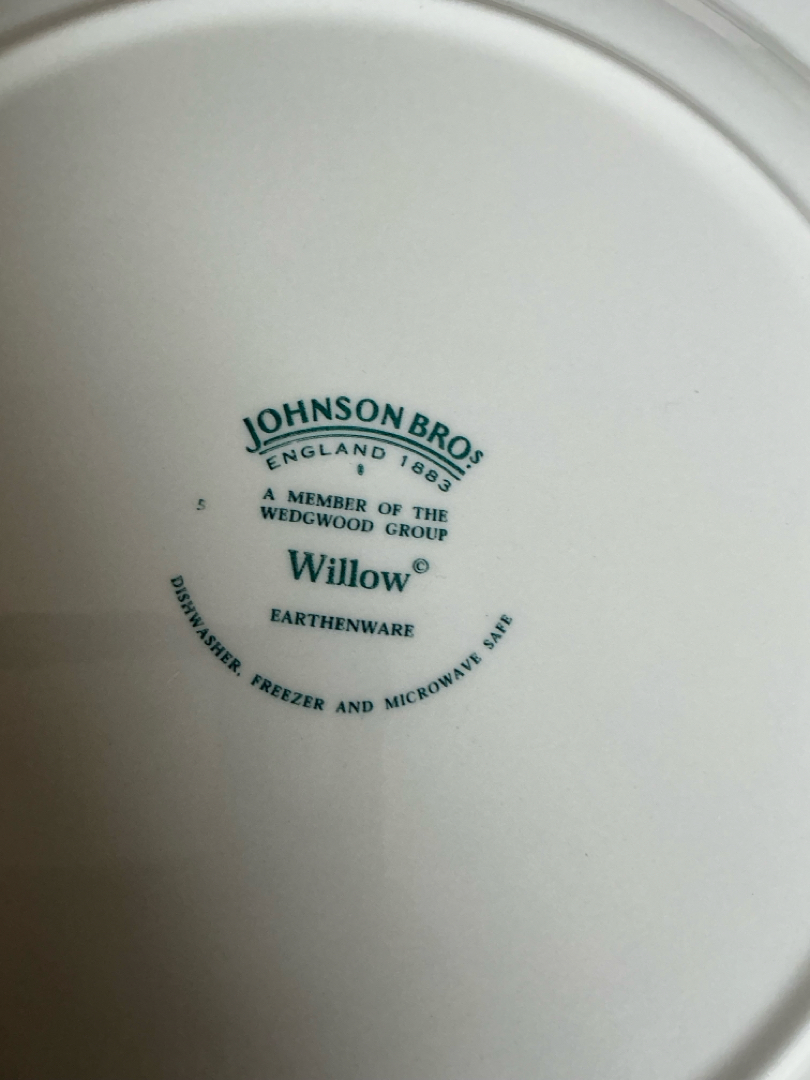 JOHNSON BROS
ENGLAND 1883
A MEMBER OF THE
WEDGWOOD GROUP
5
Willow©
EARTHENWARE
DISHWASHER, FREEZER AND MICROWAVE SAFE